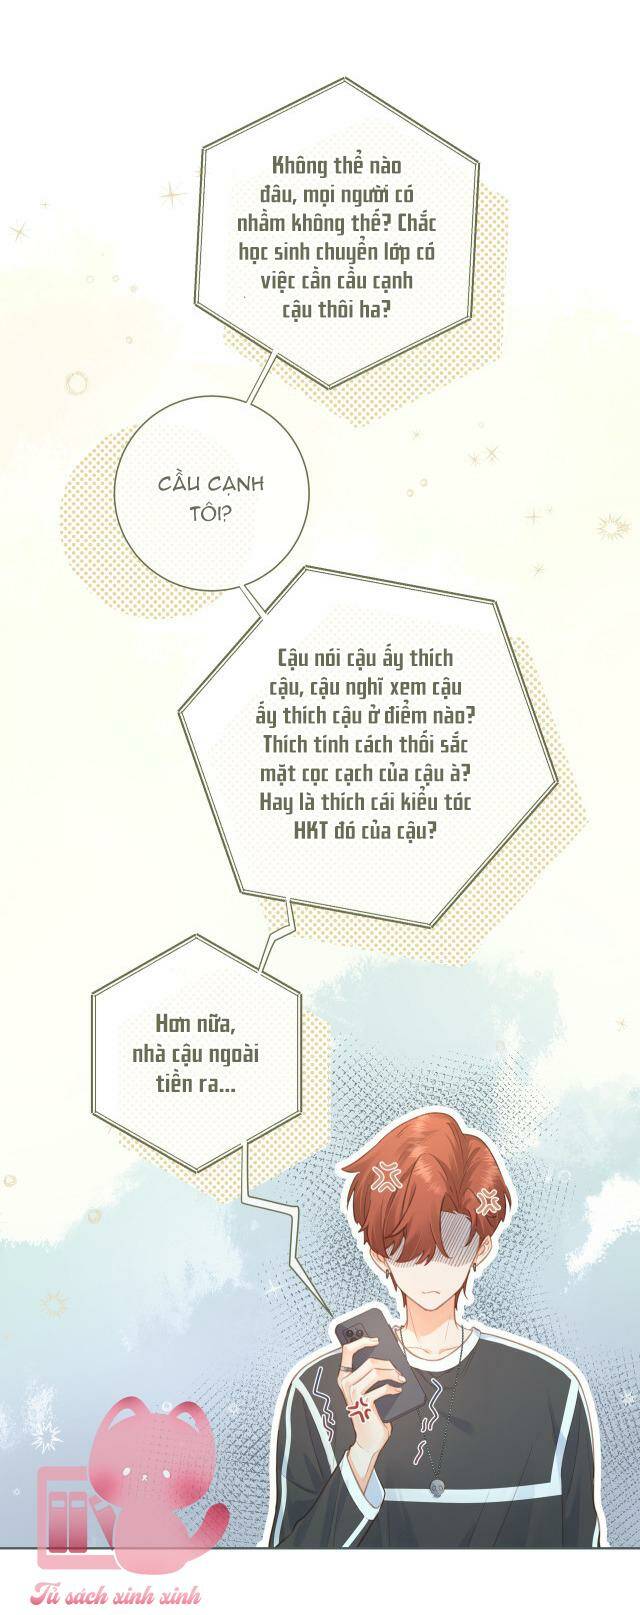 Không thể nào
đâu, mọi người có
nhầm không thế? Chắc
học sinh chuyển lớp có
việc cần cầu cạnh
cậu thôi ha?
CẦU CẠNH
TÔI?
Cậu nói cậu ấy thích
cậu, cậu nghĩ xem cậu
ấy thích cậu ở điểm nào?
Thích tính cách thối sắc
mặt cọc cạch của cậu à?
Hay là thích cái kiểu tóc
HKT đó của cậu?
Hơn nữa,
nhà cậu ngoài
tiền ra...
Tủ sách xinh xinh